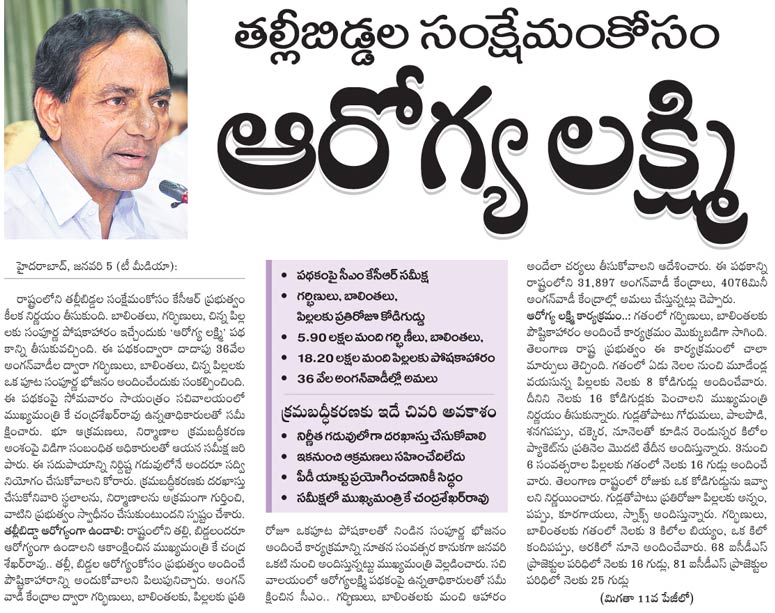 తల్లీబిడ్డల సంక్షేమంకోసం
ఆరోగ్య లక్ష్మి
హైదరాబాద్, జనవరి 5 (టీ మీడియా):
రాష్ట్రంలోని తల్లీబిడ్డల సంక్షేమంకోసం కేసీఆర్ ప్రభుత్వం
కీలక నిర్ణయం తీసుకుంది. బాలింతలు, గర్భిణులు, చిన్న పిల్ల
లకు సంపూర్ణ పోషకాహారం ఇచ్చేందుకు 'ఆరోగ్య లక్ష్మి' పథ
కాన్ని తీసుకువచ్చింది. ఈ పథకంద్వారా దాదాపు 36వేల
అంగన్‌వాడీల ద్వారా గర్భిణులు, బాలింతలు, చిన్న పిల్లలకు
ఒక పూట సంపూర్ణ భోజనం అందించేందుకు సంకల్పించింది.
ఈ పథకంపై సోమవారం సాయంత్రం సచివాలయంలో
ముఖ్యమంత్రి కే చంద్రశేఖర్‌రావు ఉన్నతాధికారులతో సమీ
క్షించారు. భూ ఆక్రమణలు, నిర్మాణాల క్రమబద్ధీకరణ
అంశంపై విడిగా సంబంధిత అధికారులతో ఆయన సమీక్ష జరి
పారు. ఈ సదుపాయాన్ని నిర్దిష్ట గడువులోనే అందరూ సద్వి
నియోగం చేసుకోవాలని కోరారు. క్రమబద్ధీకరణకు దరఖాస్తు
చేసుకోనివారి స్థలాలను, నిర్మాణాలను అక్రమంగా గుర్తించి,
వాటిని ప్రభుత్వం స్వాధీనం చేసుకుంటుందని స్పష్టం చేశారు.
తల్లీబిడ్డా ఆరోగ్యంగా ఉండాలి: రాష్ట్రంలోని తల్లి, బిడ్డలందరూ
ఆరోగ్యంగా ఉండాలని ఆకాంక్షించిన ముఖ్యమంత్రి కే చంద్ర
శేఖర్‌రావు.. తల్లీ, బిడ్డల ఆరోగ్యంకోసం ప్రభుత్వం అందించే
పౌష్టికాహారాన్ని అందుకోవాలని పిలుపునిచ్చారు. అంగన్
వాడీ కేంద్రాల ద్వారా గర్భిణులు, బాలింతలకు, పిల్లలకు ప్రతి
• పథకంపై సీఎం కేసీఆర్ సమీక్ష
• గర్భిణులు, బాలింతలు,
పిల్లలకు ప్రతిరోజూ కోడిగుడ్డు
• 5.90 లక్షల మంది గర్భిణీలు, బాలింతలు,
• 18.20 లక్షల మంది పిల్లలకు పోషకాహారం
• 36 వేల అంగన్‌వాడీల్లో అమలు
క్రమబద్ధీకరణకు ఇదే చివరి అవకాశం
• నిర్ణీత గడువులోగా దరఖాస్తు చేసుకోవాలి
• ఇకనుంచి ఆక్రమణలు సహించేదిలేదు
• పీడీ యాక్టు ప్రయోగించడానికీ సిద్ధం
• సమీక్షలో ముఖ్యమంత్రి కే చంద్రశేఖర్‌రావు
రోజూ ఒకపూట పోషకాలతో నిండిన సంపూర్ణ భోజనం
అందించే కార్యక్రమాన్ని నూతన సంవత్సర కానుకగా జనవరి
ఒకటి నుంచి అందిస్తున్నట్టు ముఖ్యమంత్రి వెల్లడించారు. సచి
వాలయంలో ఆరోగ్యలక్ష్మి పథకంపై ఉన్నతాధికారులతో సమీ
క్షించిన సీఎం.. గర్భిణులు, బాలింతలకు మంచి ఆహారం
అందేలా చర్యలు తీసుకోవాలని ఆదేశించారు. ఈ పథకాన్ని
రాష్ట్రంలోని 31,897 అంగన్‌వాడీ కేంద్రాలు, 4076మినీ
అంగన్‌వాడీ కేంద్రాల్లో అమలు చేస్తున్నట్టు చెప్పారు.
ఆరోగ్య లక్ష్మి కార్యక్రమం..: గతంలో గర్భిణులు, బాలింతలకు
పౌష్టికాహారం అందించే కార్యక్రమం మొక్కుబడిగా సాగింది.
తెలంగాణ రాష్ట్ర ప్రభుత్వం ఈ కార్యక్రమంలో చాలా
మార్పులు తెచ్చింది. గతంలో ఏడు నెలల నుంచి మూడేండ్ల
వయసున్న పిల్లలకు నెలకు 8 కోడిగుడ్లు అందించేవారు.
దీనిని నెలకు 16 కోడిగుడ్లకు పెంచాలని ముఖ్యమంత్రి
నిర్ణయం తీసుకున్నారు. గుడ్లతోపాటు గోధుమలు, పాలపొడి,
శనగపప్పు, చక్కెర, నూనెలతో కూడిన రెండున్నర కిలోల
ప్యాకెట్‌ను ప్రతినెల మొదటి తేదీన అందిస్తున్నారు. 3నుంచి
6 సంవత్సరాల పిల్లలకు గతంలో నెలకు 16 గుడ్లు అందించే
వారు. తెలంగాణ రాష్ట్రంలో రోజుకు ఒక కోడిగుడ్డును ఇవ్వా
లని నిర్ణయించారు. గుడ్లతోపాటు ప్రతిరోజూ పిల్లలకు అన్నం,
పప్పు, కూరగాయలు, స్నాక్స్ అందిస్తున్నారు. గర్భిణులు,
బాలింతలకు గతంలో నెలకు 3 కిలోల బియ్యం, ఒక కిలో
కందిపప్పు, అరకిలో నూనె అందించేవారు. 68 ఐసీడీఎస్
ప్రాజెక్టుల పరిధిలో నెలకు 16 గుడ్లు, 81 ఐసీడీఎస్ ప్రాజెక్టుల
పరిధిలో నెలకు 25 గుడ్లు
(మిగతా 11వ పేజీలో)